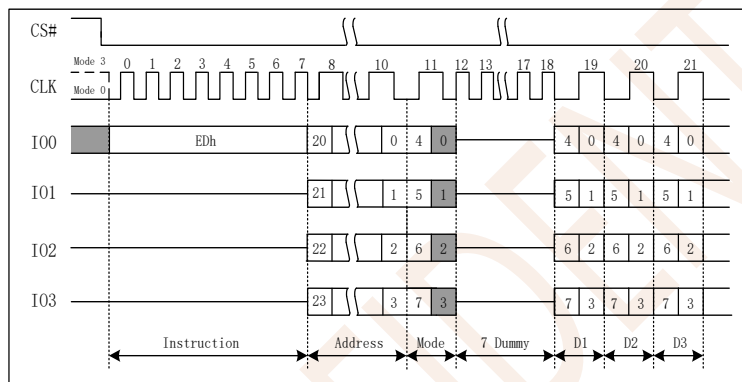 CS#
Mode 3 0 1 2 3 4 5 6 7 8 10 11 12 13 17 18 19 20 21
CLK
Mode 0
IO0 EDh 20 0 4 0 4 0 4 0 4 0
IO1 21 1 5 1 5 1 5 1 5 1
IO2 22 2 6 2 6 2 6 2 6 2
IO3 23 3 7 3 7 3 7 3 7 3
Instruction Address Mode 7 Dummy D1 D2 D3